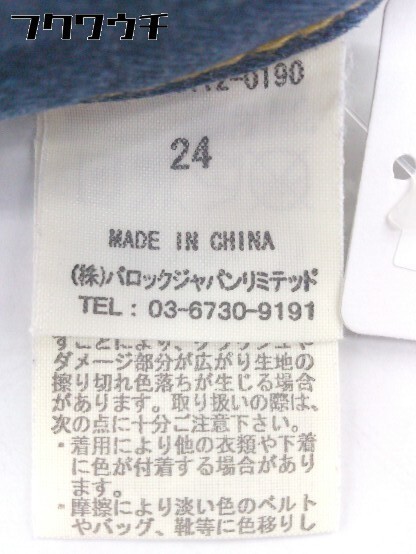 フクワウチ
12-0190
24
MADE IN CHINA
(株)バロックジャパンリミテッド
TEL : 03-6730-9191
ダメージ部分が広がり生地の
擦り切れ色落ちが生じる場合
があります。取り扱いの際は、
次の点に十分ご注意下さい。
・着用により他の衣類や下着
に色が付着する場合があり
ます。
・摩擦により淡い色のベルト
やバッグ、靴等に色移りし